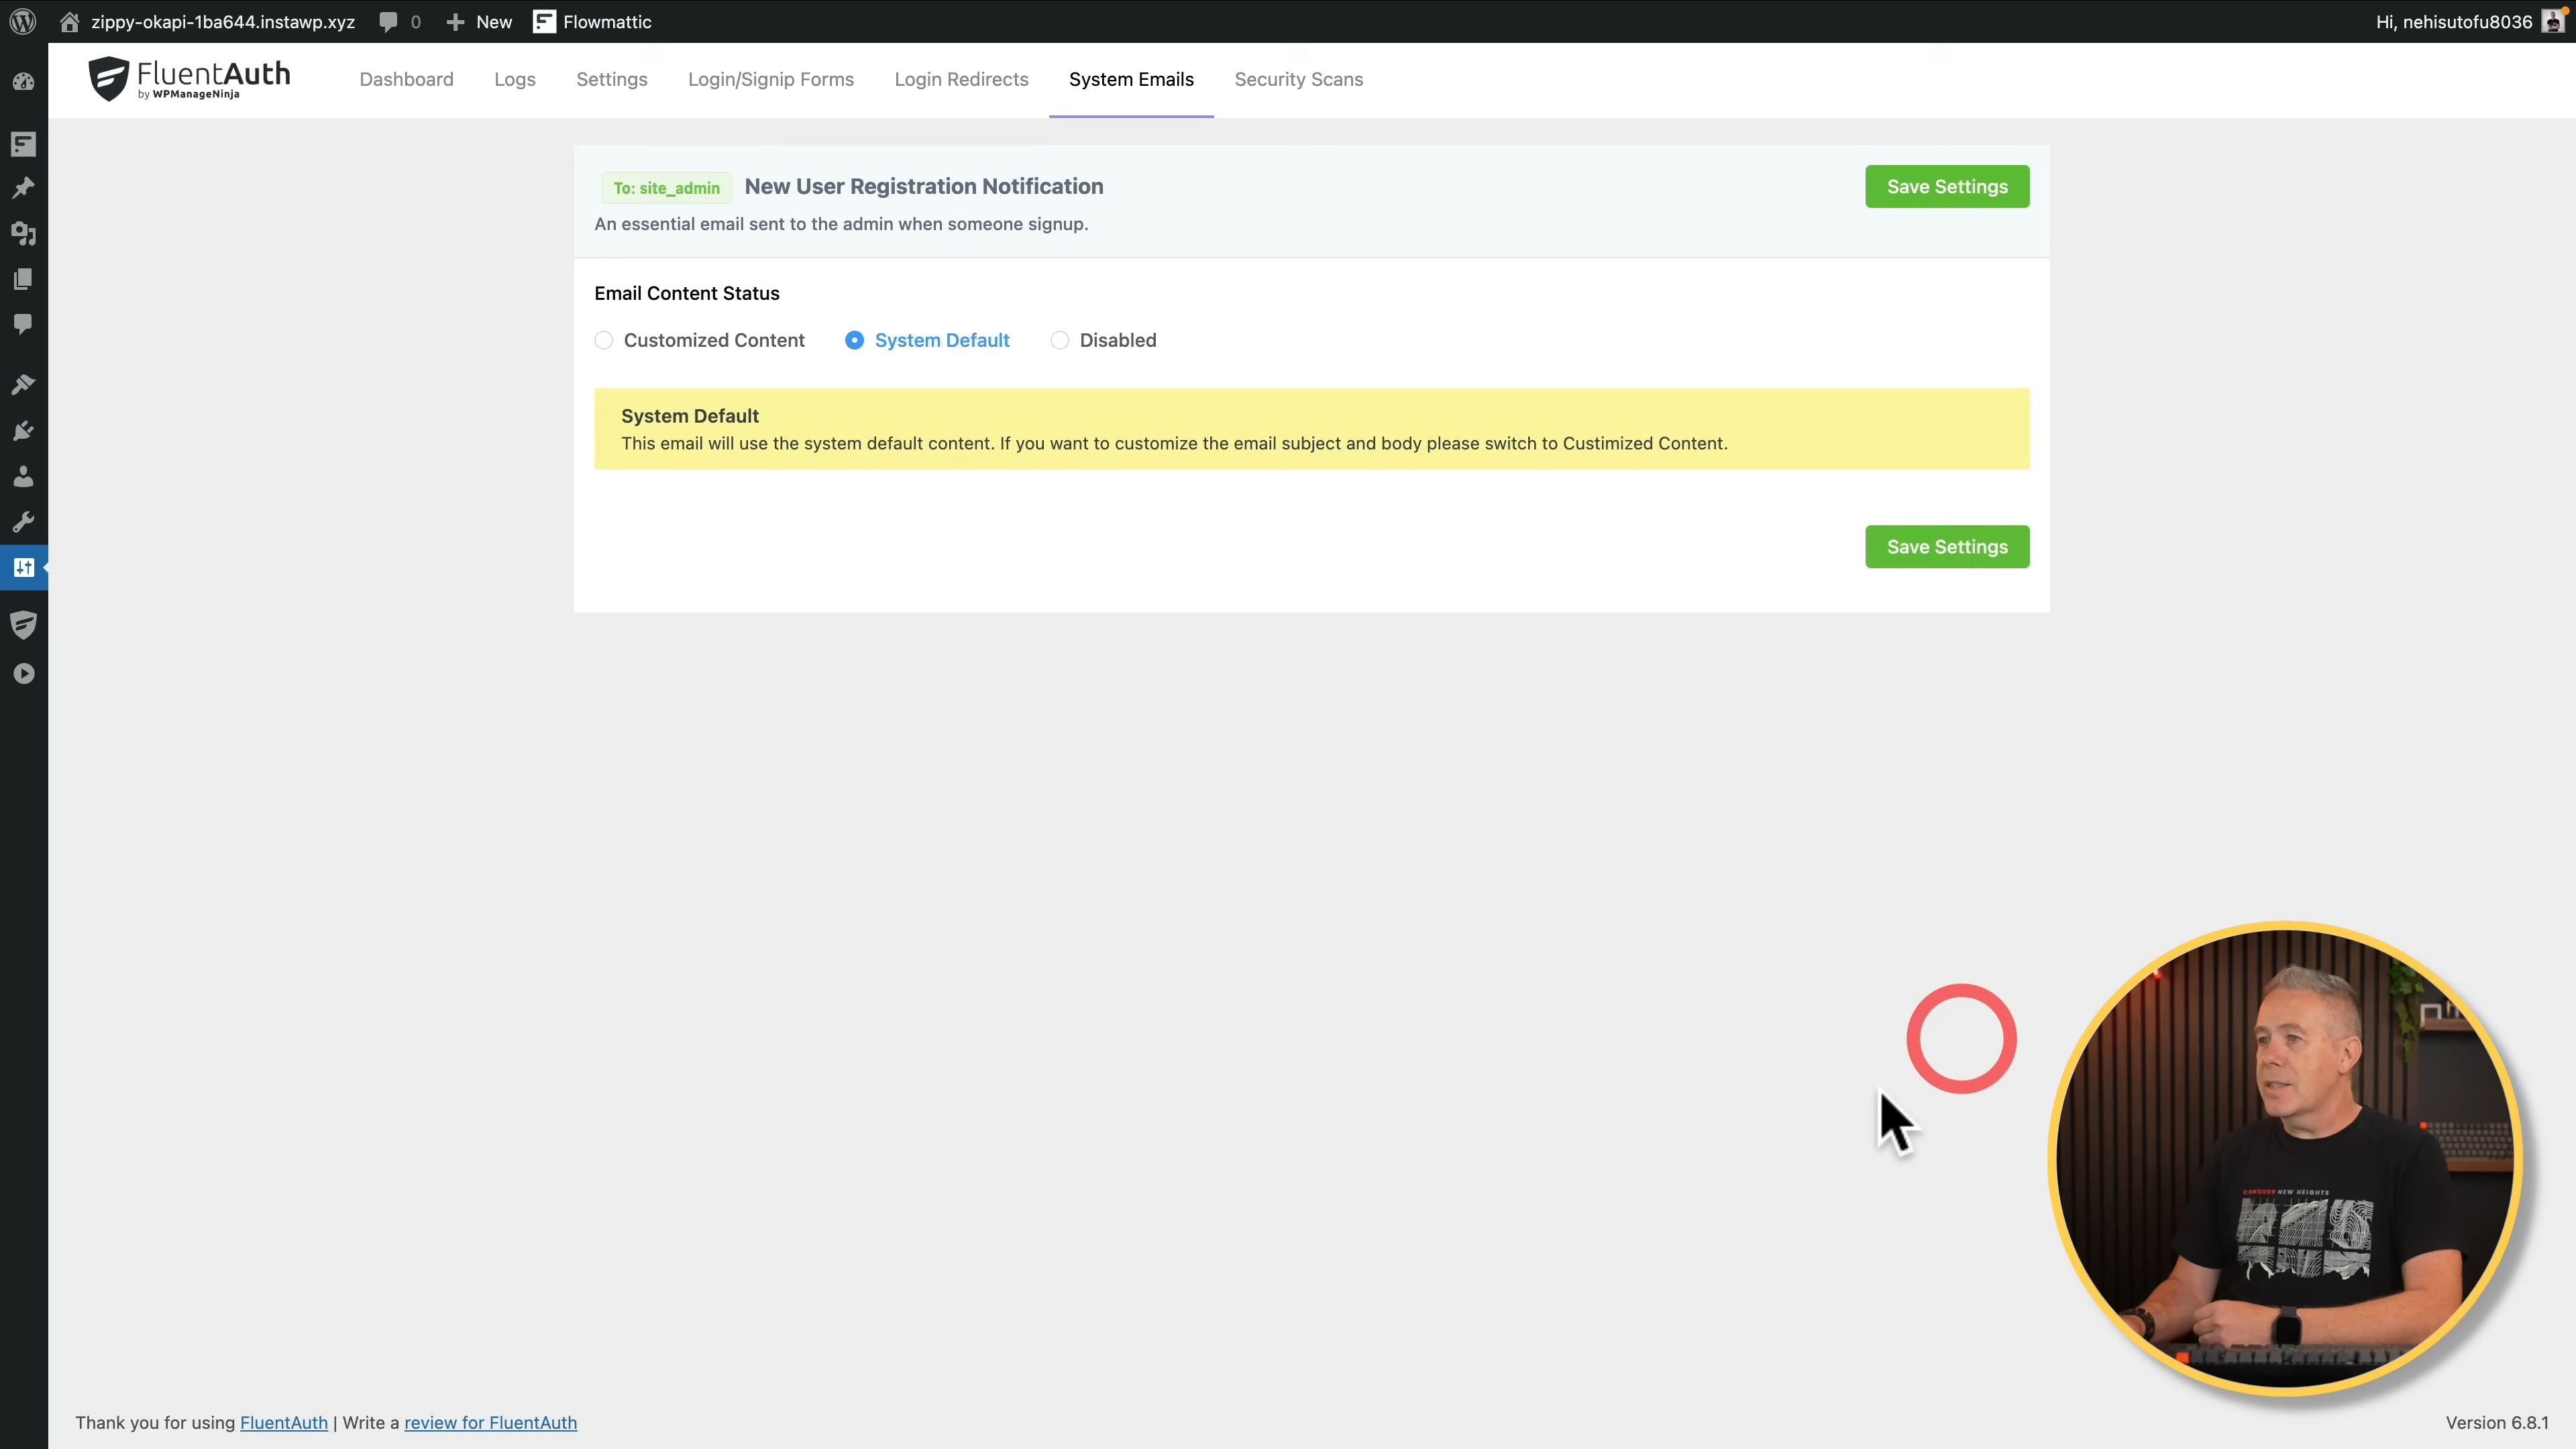 zippy-okapi-1ba644.instawp.xyz 0 New Flowmattic Hi, nehisutofu8036
FluentAuth
by WPManageNinja
Dashboard Logs Settings Login/Signip Forms Login Redirects System Emails Security Scans
To: site_admin New User Registration Notification Save Settings
An essential email sent to the admin when someone signup.
Email Content Status
Customized Content System Default Disabled
System Default
This email will use the system default content. If you want to customize the email subject and body please switch to Custimized Content.
Save Settings
CONQUER NEW HEIGHTS
Thank you for using FluentAuth | Write a review for FluentAuth Version 6.8.1